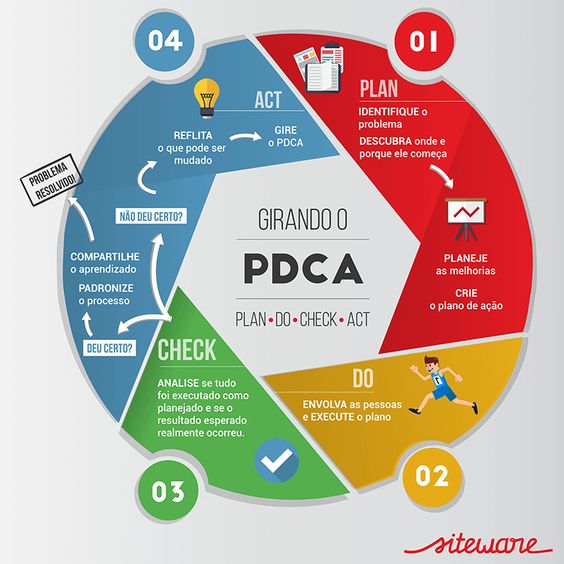 01
PLAN
IDENTIFIQUE o
problema
DESCUBRA onde e
porque ele começa
PLANEJE
as melhorias
CRIE
o plano de ação
02
DO
ENVOLVA as pessoas
e EXECUTE o plano
03
CHECK
ANALISE se tudo
foi executado como
planejado e se o
resultado esperado
realmente ocorreu.
04
ACT
DEU CERTO?
PADRONIZE
o processo
COMPARTILHE
o aprendizado
PROBLEMA
RESOLVIDO!
NÃO DEU CERTO?
REFLITA
o que pode ser
mudado
GIRE
o PDCA
GIRANDO O
PDCA
PLAN • DO • CHECK • ACT
siteware